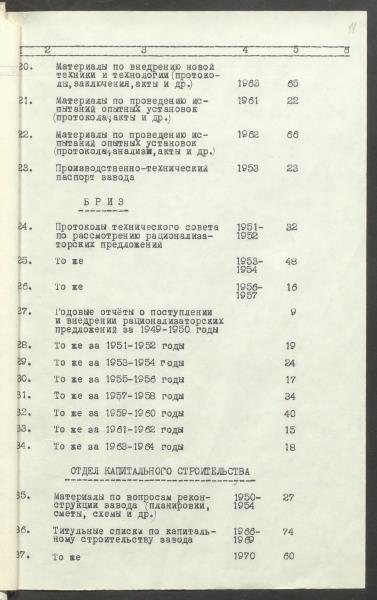 11
2 3 4 5 6
20. Материалы по внедрению новой
техники и технологии (протоко-
лы, заключения, акты и др.) 1963 65
21. Материалы по проведению ис- 1961 22
пытаний опытных установок
(протоколы, акты и др.)
22. Материалы по проведению ис- 1962 66
пытаний опытных установок
(протоколы, анализы, акты и др.)
23. Производственно-технический 1953 23
паспорт завода
Б Р И З
24. Протоколы технического совета 1951- 32
по рассмотрению рационализа- 1952
торских предложений
25. То же 1953- 48
1954
26. То же 1956- 16
1957
27. Годовые отчёты о поступлении 9
и внедрении рационализаторских
предложений за 1949-1950 годы
28. То же за 1951-1952 годы 19
29. То же за 1953-1954 годы 24
30. То же за 1955-1956 годы 17
31. То же за 1957-1958 годы 34
32. То же за 1959-1960 годы 40
33. То же за 1961-1962 годы 15
34. То же за 1963-1964 годы 18
ОТДЕЛ КАПИТАЛЬНОГО СТРОИТЕЛЬСТВА
35. Материалы по вопросам рекон- 1950- 27
струкции завода (планировки, 1954
сметы, схемы и др.)
36. Титульные списки по капиталь- 1966- 74
ному строительству завода 1969
37. То же 1970 60